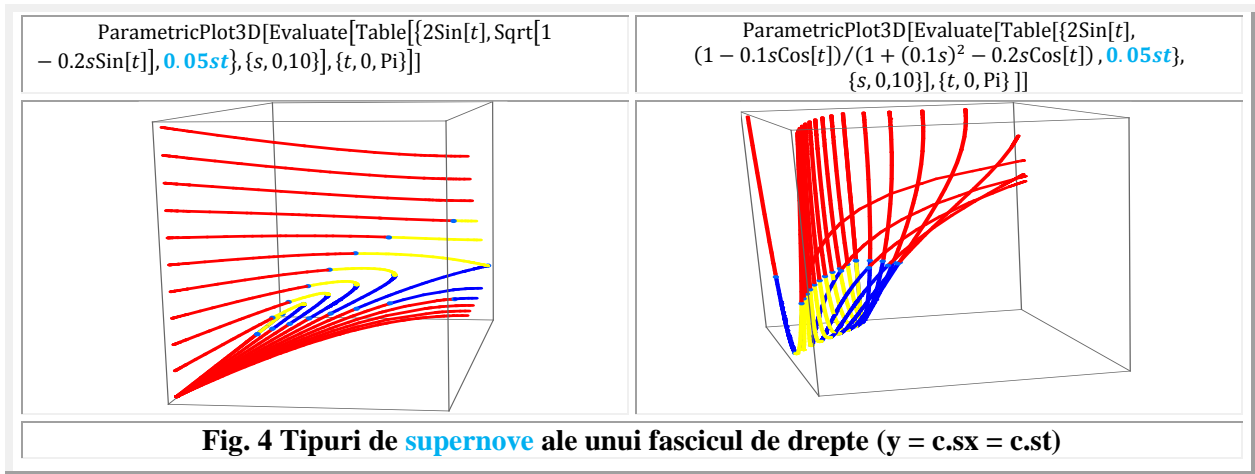 ParametricPlot3D[Evaluate[Table[{2Sin[t], Sqrt[1
− 0.2sSin[t]], 0.05st}, {s, 0,10}], {t, 0, Pi}]]
ParametricPlot3D[Evaluate[Table[{2Sin[t],
(1 − 0.1sCos[t])/(1 + (0.1s)² − 0.2sCos[t]) , 0.05st},
{s, 0,10}], {t, 0, Pi} ]]
Fig. 4 Tipuri de supernove ale unui fascicul de drepte (y = c.sx = c.st)